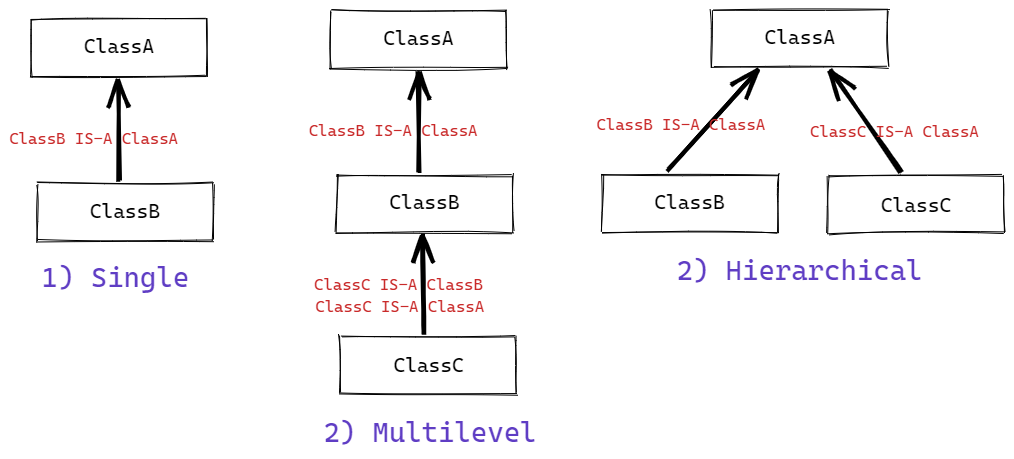 ClassA
ClassB IS-A ClassA
ClassB
1) Single
ClassA
ClassB IS-A ClassA
ClassB
ClassC IS-A ClassB
ClassC IS-A ClassA
ClassC
2) Multilevel
ClassA
ClassB IS-A ClassA
ClassC IS-A ClassA
ClassB
ClassC
2) Hierarchical